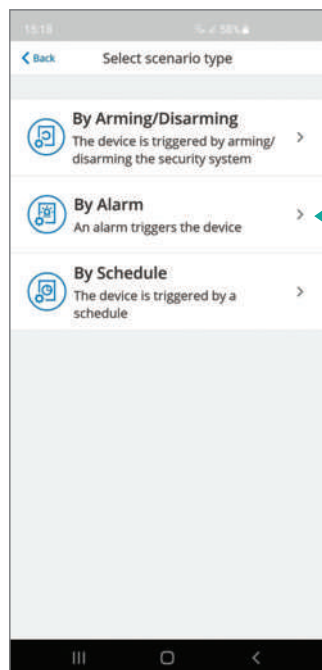 15:18
58%
Back
Select scenario type
By Arming/Disarming
The device is triggered by arming/
disarming the security system
By Alarm
An alarm triggers the device
By Schedule
The device is triggered by a
schedule